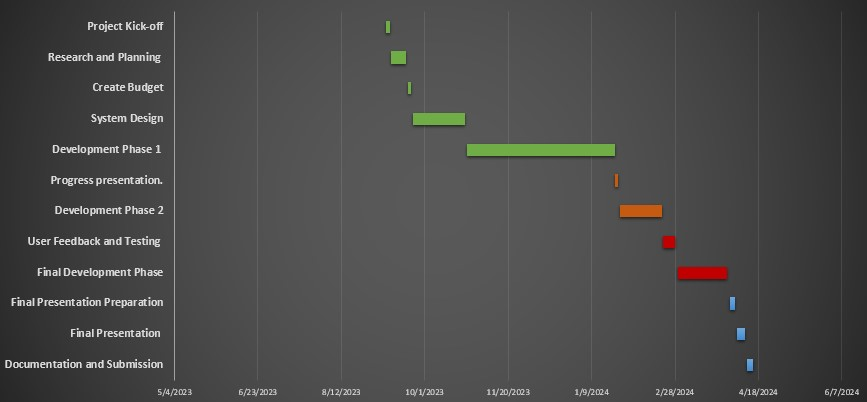 Project Kick-off
Research and Planning
Create Budget
System Design
Development Phase 1
Progress presentation.
Development Phase 2
User Feedback and Testing
Final Development Phase
Final Presentation Preparation
Final Presentation
Documentation and Submission
5/4/2023 6/23/2023 8/12/2023 10/1/2023 11/20/2023 1/9/2024 2/28/2024 4/18/2024 6/7/2024